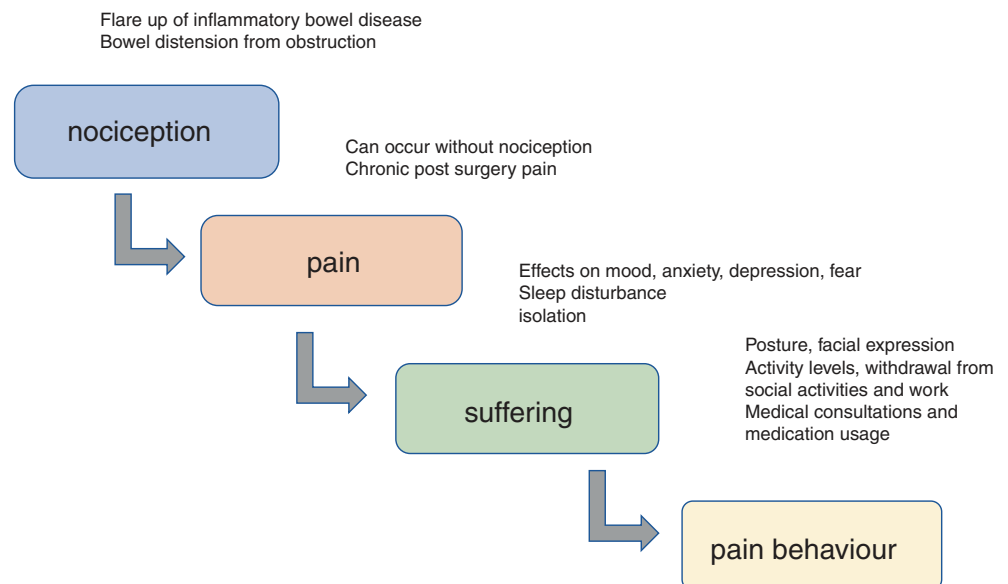 Flare up of inflammatory bowel disease
Bowel distension from obstruction
nociception
Can occur without nociception
Chronic post surgery pain
pain
Effects on mood, anxiety, depression, fear
Sleep disturbance
isolation
suffering
Posture, facial expression
Activity levels, withdrawal from
social activities and work
Medical consultations and
medication usage
pain behaviour